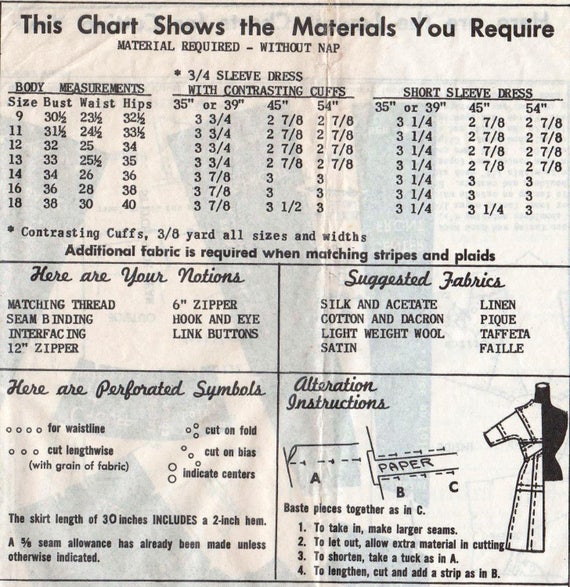 This Chart Shows the Materials You Require
MATERIAL REQUIRED - WITHOUT NAP
* 3/4 SLEEVE DRESS
BODY MEASUREMENTS WITH CONTRASTING CUFFS SHORT SLEEVE DRESS
Size Bust Waist Hips 35" or 39" 45" 54" 35" or 39" 45" 54"
9 30½ 23½ 32½ 3 3/4 2 7/8 2 7/8 3 1/4 2 7/8 2 7/8
11 31½ 24½ 33½ 3 3/4 2 7/8 2 7/8 3 1/4 2 7/8 2 7/8
12 32 25 34 3 3/4 2 7/8 2 7/8 3 1/4 2 7/8 2 7/8
13 33 25½ 35 3 3/4 2 7/8 2 7/8 3 1/4 2 7/8 2 7/8
14 34 26 36 3 7/8 3 3 3 1/4 3 3
16 36 28 38 3 7/8 3 3 3 1/4 3 3
18 38 30 40 3 7/8 3 1/2 3 3 1/4 3 1/4 3
* Contrasting Cuffs, 3/8 yard all sizes and widths
Additional fabric is required when matching stripes and plaids
Here are Your Notions
MATCHING THREAD 6" ZIPPER
SEAM BINDING HOOK AND EYE
INTERFACING LINK BUTTONS
12" ZIPPER
Suggested Fabrics
SILK AND ACETATE LINEN
COTTON AND DACRON PIQUE
LIGHT WEIGHT WOOL TAFFETA
SATIN FAILLE
Here are Perforated Symbols
for waistline cut on fold
cut lengthwise cut on bias
(with grain of fabric) indicate centers
The skirt length of 30 inches INCLUDES a 2-inch hem.
A ⅝ seam allowance has already been made unless
otherwise indicated.
Alteration
Instructions
PAPER
A B C
Baste pieces together as in C.
1. To take in, make larger seams.
2. To let out, allow extra material in cutting
3. To shorten, take a tuck as in A.
4. To lengthen, cut and add a strip as in B.